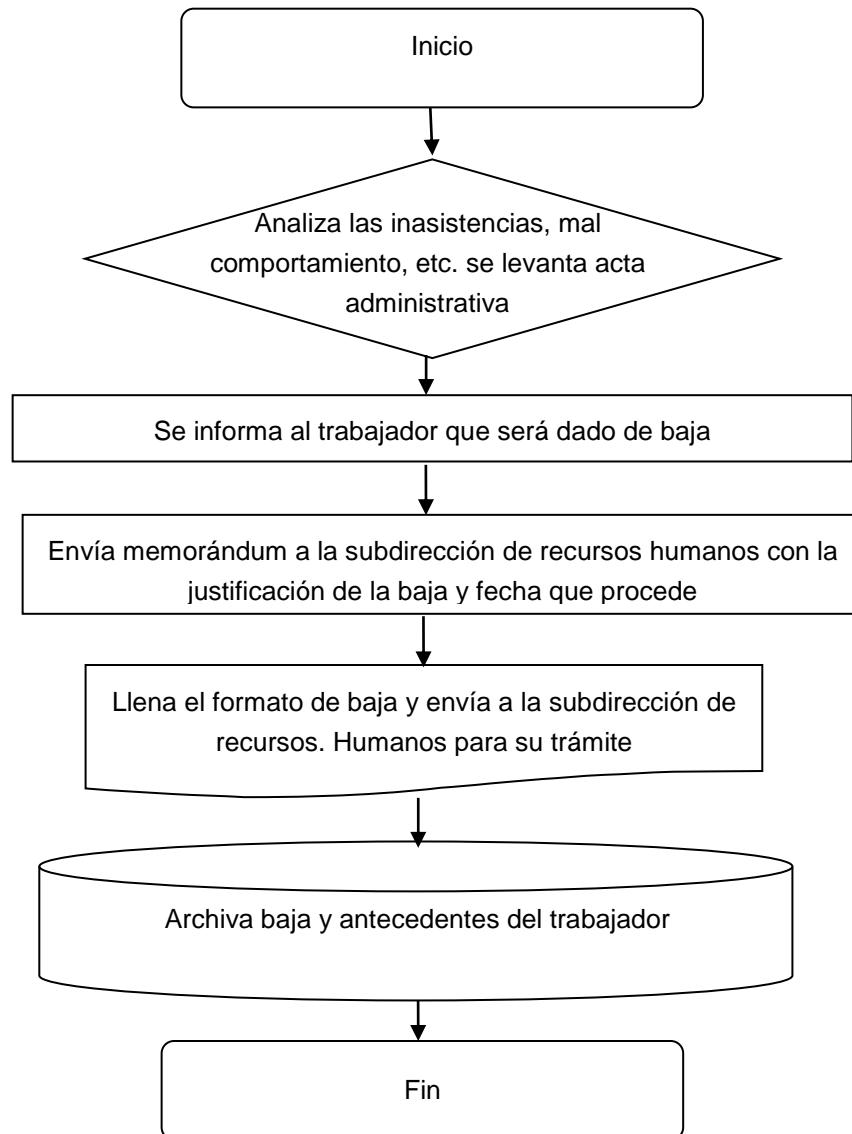 Inicio
Analiza las inasistencias, mal
comportamiento, etc. se levanta acta
administrativa
Se informa al trabajador que será dado de baja
Envía memorándum a la subdirección de recursos humanos con la
justificación de la baja y fecha que procede
Llena el formato de baja y envía a la subdirección de
recursos. Humanos para su trámite
Archiva baja y antecedentes del trabajador
Fin